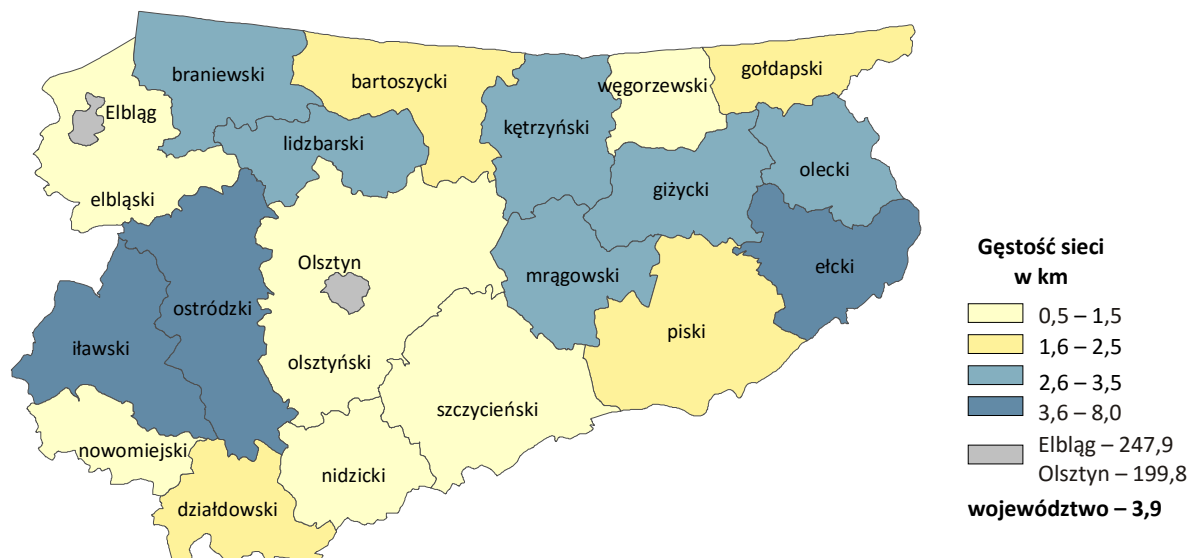 braniewski
bartoszycki
gołdapski
węgorzewski
Elbląg
kętrzyński
lidzbarski
olecki
giżycki
elbląski
Olsztyn
mrągowski
ełcki
ostródzki
piski
iławski
olsztyński
szczycieński
nowomiejski
nidzicki
działdowski
Gęstość sieci
w km
0,5 – 1,5
1,6 – 2,5
2,6 – 3,5
3,6 – 8,0
Elbląg – 247,9
Olsztyn – 199,8
województwo – 3,9